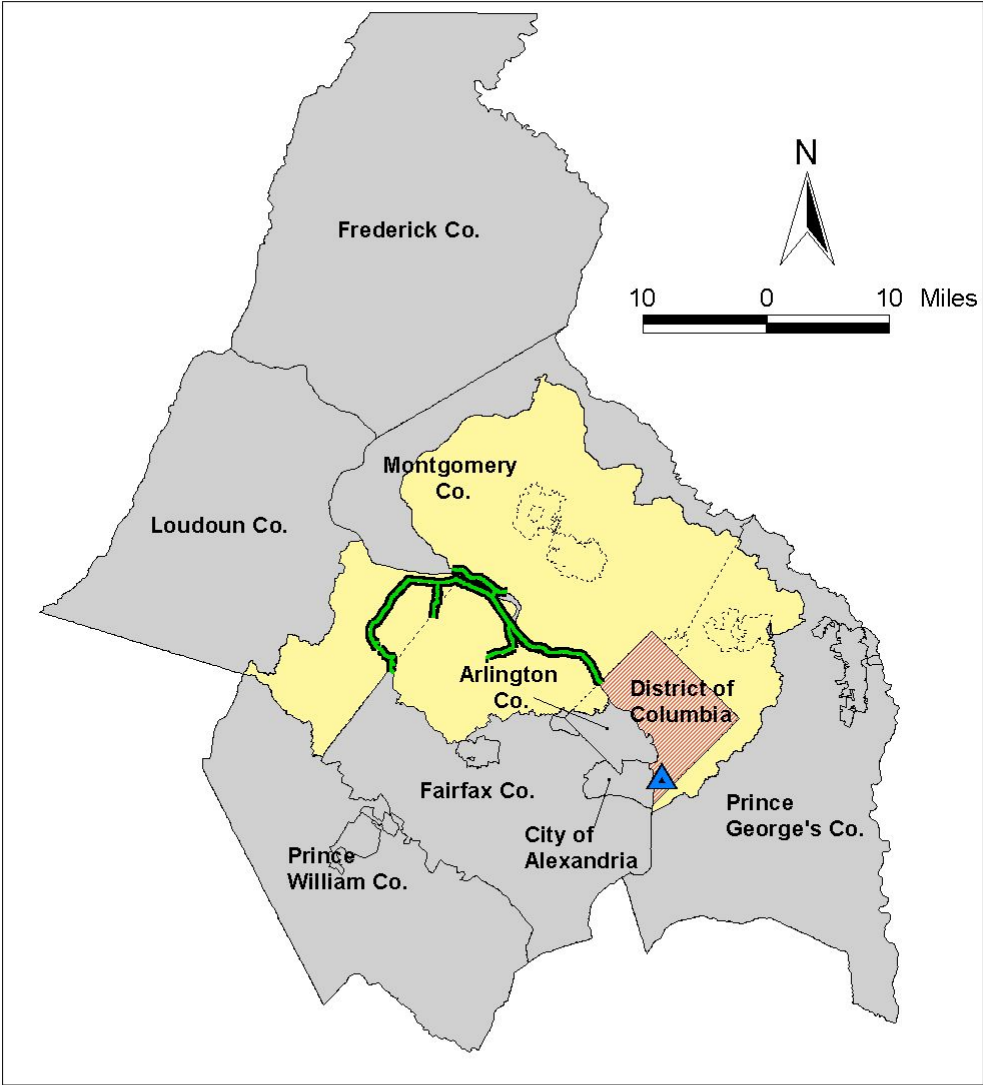 N
10 0 10 Miles
Frederick Co.
Montgomery
Co.
Loudoun Co.
Arlington
Co.
District of
Columbia
Fairfax Co.
Prince
George's Co.
City of
Alexandria
Prince
William Co.